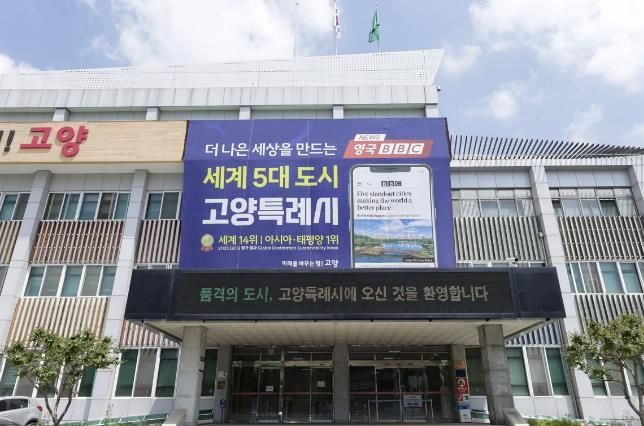 ! 고양
더 나은 세상을 만드는
NEWS
영국 BBC
세계 5대 도시
고양특례시
세계 14위 | 아시아·태평양 1위
Global Destination Sustainability Index
미래를 바꾸는 힘! 고양
BBC
Five standout cities
making the world a
better place
품격의 도시, 고양특례시에 오신 것을 환영합니다